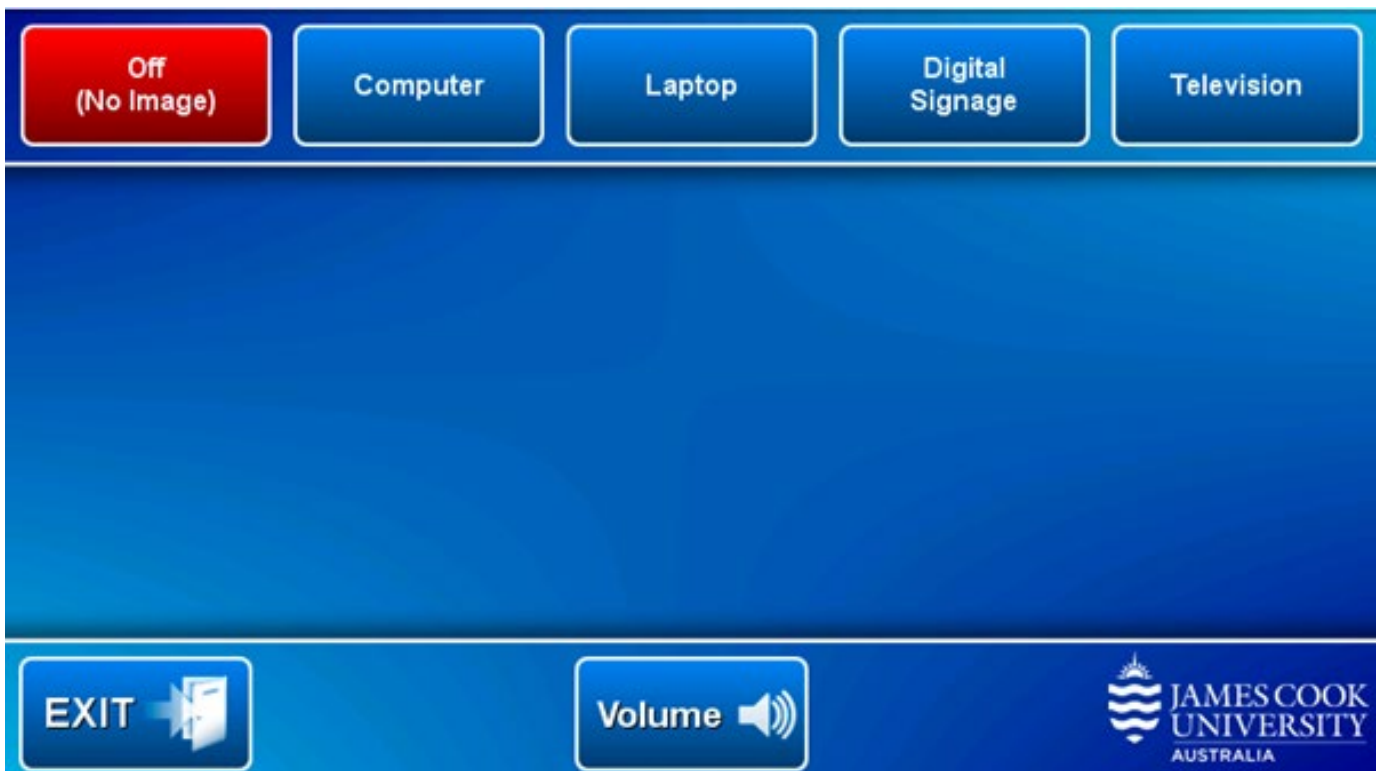 Off
(No Image)
Computer
Laptop
Digital
Signage
Television
EXIT
Volume
JAMES COOK
UNIVERSITY
AUSTRALIA